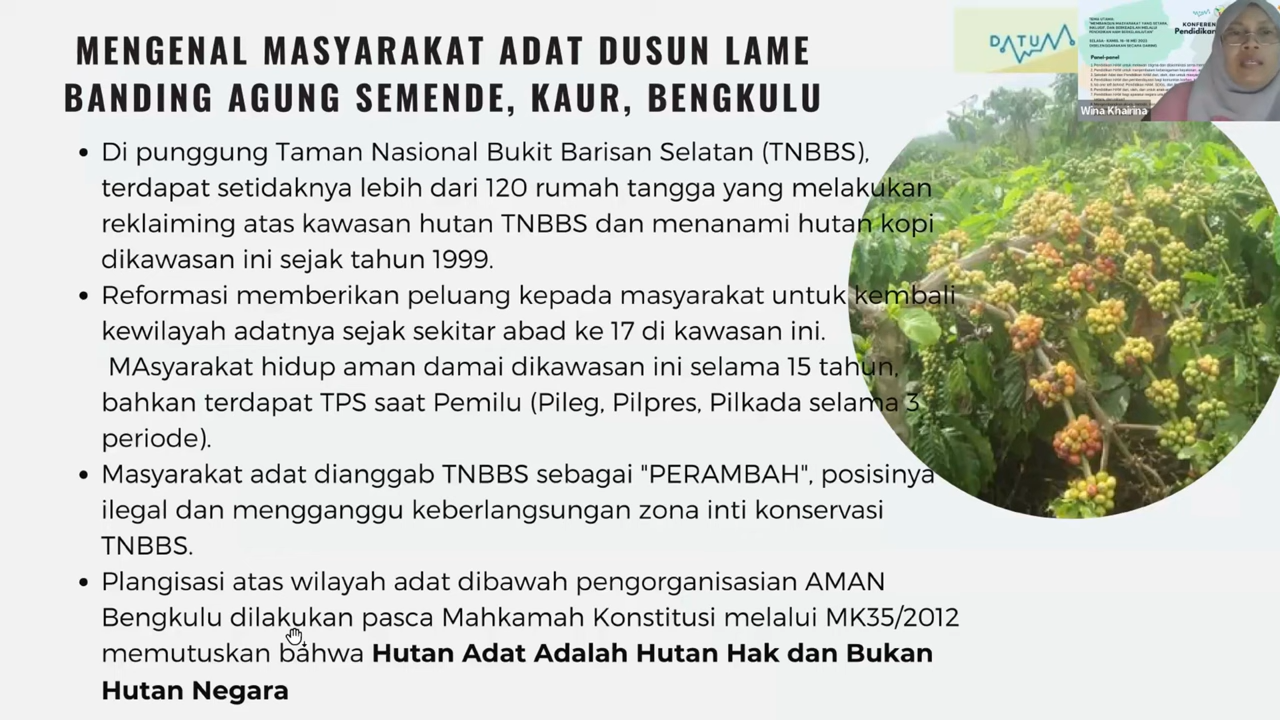 MENGENAL MASYARAKAT ADAT DUSUN LAME
BANDING AGUNG SEMENDE, KAUR, BENGKULU
• Di punggung Taman Nasional Bukit Barisan Selatan (TNBBS),
terdapat setidaknya lebih dari 120 rumah tangga yang melakukan
reklaiming atas kawasan hutan TNBBS dan menanami hutan kopi
dikawasan ini sejak tahun 1999.
• Reformasi memberikan peluang kepada masyarakat untuk kembali
kewilayah adatnya sejak sekitar abad ke 17 di kawasan ini.
MAsyarakat hidup aman damai dikawasan ini selama 15 tahun,
bahkan terdapat TPS saat Pemilu (Pileg, Pilpres, Pilkada selama 3
periode).
• Masyarakat adat dianggab TNBBS sebagai "PERAMBAH", posisinya
ilegal dan mengganggu keberlangsungan zona inti konservasi
TNBBS.
• Plangisasi atas wilayah adat dibawah pengorganisasian AMAN
Bengkulu dilakukan pasca Mahkamah Konstitusi melalui MK35/2012
memutuskan bahwa Hutan Adat Adalah Hutan Hak dan Bukan
Hutan Negara
DATUM
KONFEREN
Pendidikan
Panel-panel
Wina Khairina